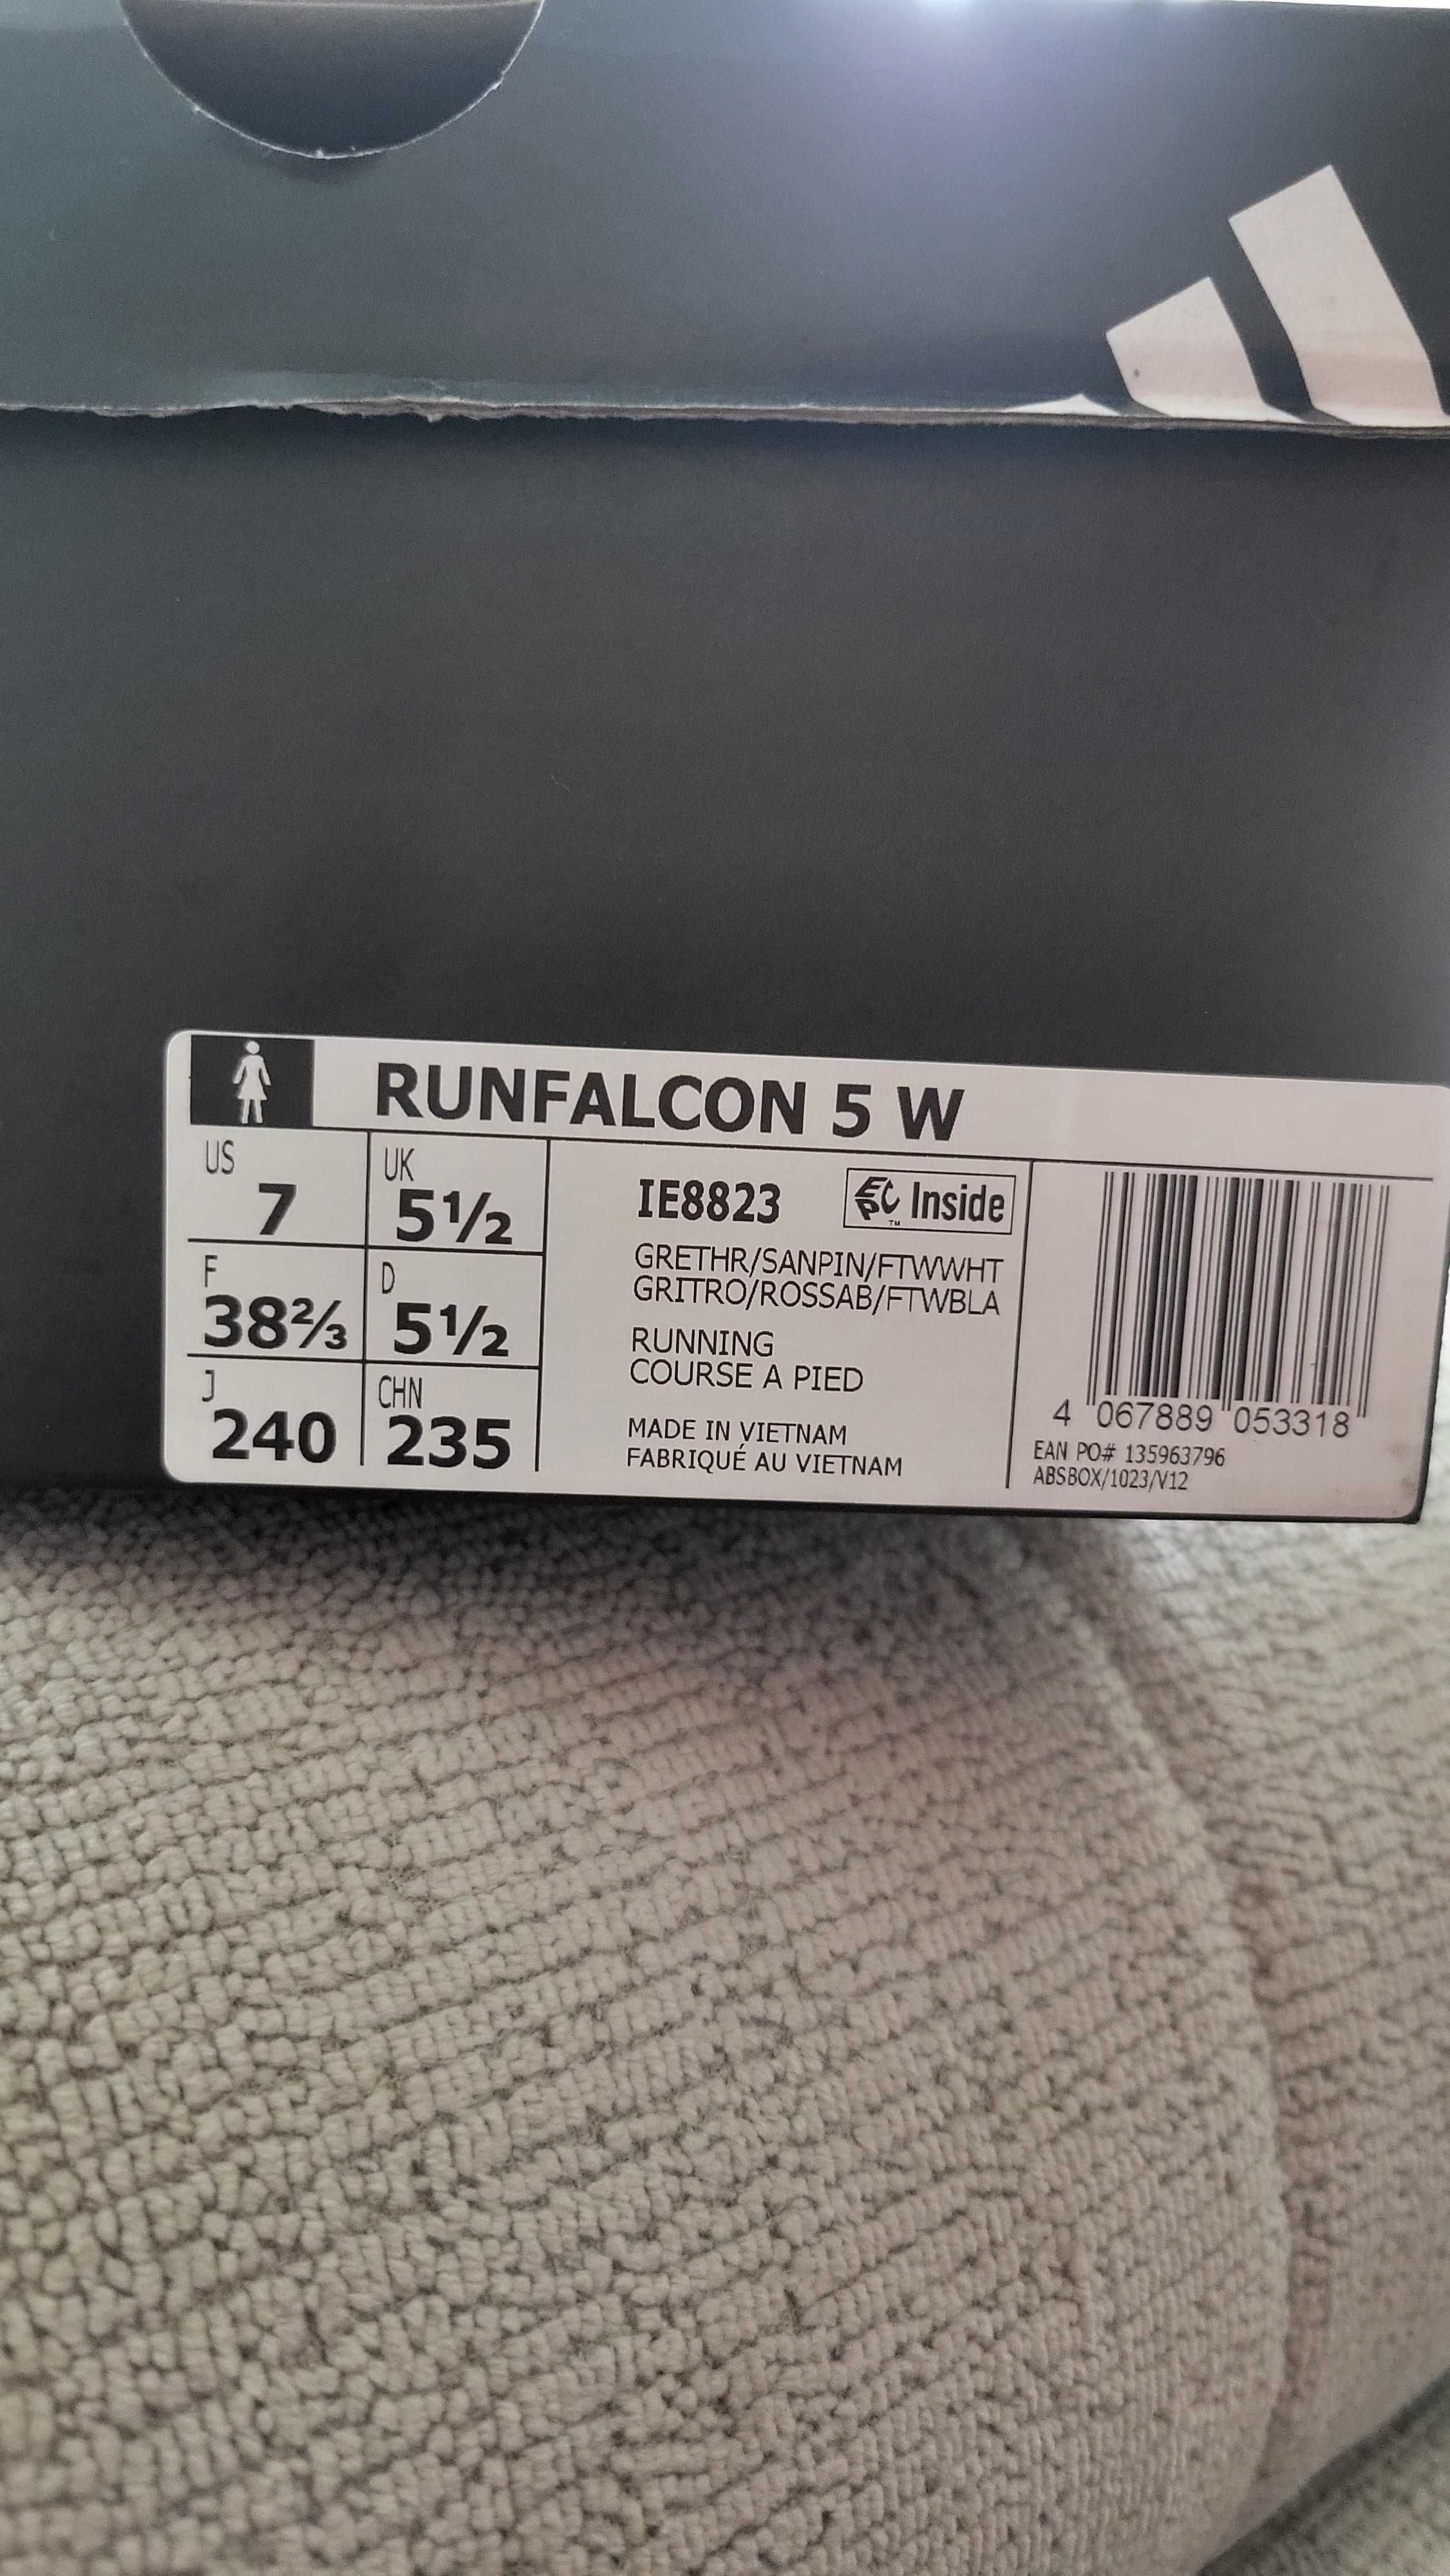 RUNFALCON 5 W
US
7
UK
5½
F
38⅔
D
5½
J
240
CHN
235
IE8823
EPC Inside
™
GRETHR/SANPIN/FTWWHT
GRITRO/ROSSAB/FTWBLA
RUNNING
COURSE A PIED
MADE IN VIETNAM
FABRIQUÉ AU VIETNAM
4 067889 053318
EAN PO# 135963796
ABSBOX/1023/V12